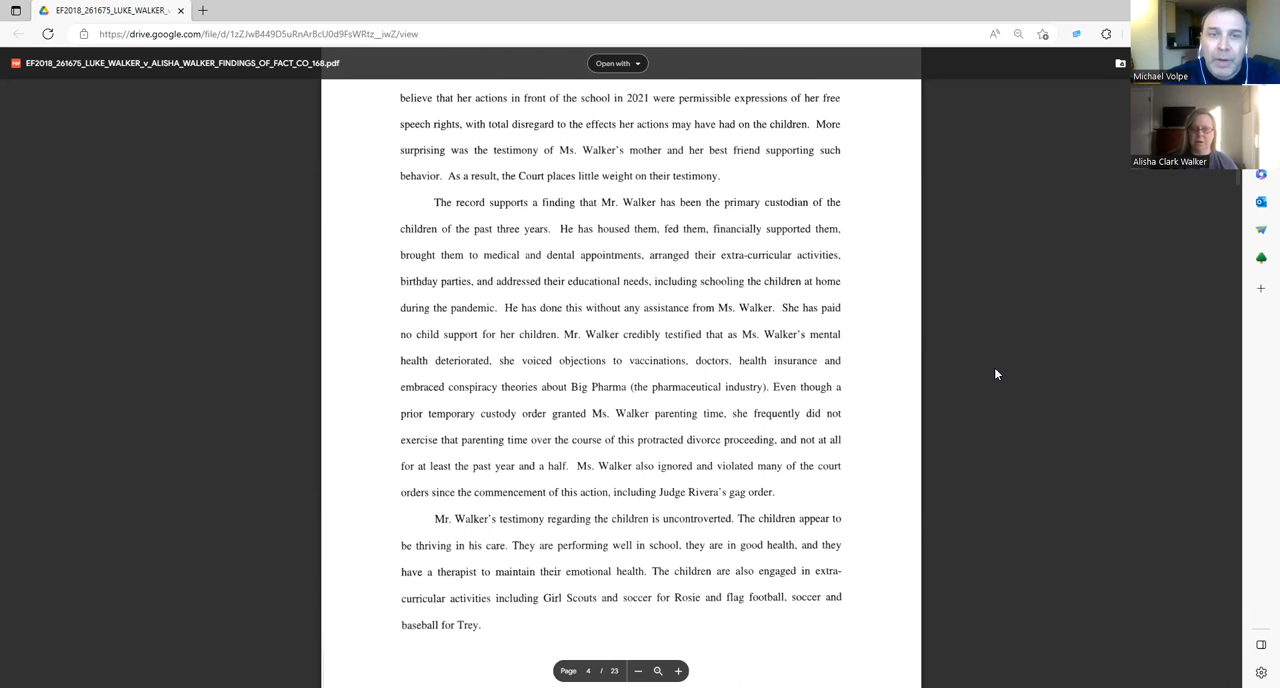 EF2018_261675_LUKE_WALKER_
https://drive.google.com/file/d/1zZJwB449D5uRnArBcU0d9FsWRtz__iwZ/view
EF2018_261675_LUKE_WALKER_v_ALISHA_WALKER_FINDINGS_OF_FACT_CO_168.pdf
Open with
Michael Volpe
Alisha Clark Walker
believe that her actions in front of the school in 2021 were permissible expressions of her free
speech rights, with total disregard to the effects her actions may have had on the children. More
surprising was the testimony of Ms. Walker's mother and her best friend supporting such
behavior. As a result, the Court places little weight on their testimony.
The record supports a finding that Mr. Walker has been the primary custodian of the
children of the past three years. He has housed them, fed them, financially supported them,
brought them to medical and dental appointments, arranged their extra-curricular activities,
birthday parties, and addressed their educational needs, including schooling the children at home
during the pandemic. He has done this without any assistance from Ms. Walker. She has paid
no child support for her children. Mr. Walker credibly testified that as Ms. Walker's mental
health deteriorated, she voiced objections to vaccinations, doctors, health insurance and
embraced conspiracy theories about Big Pharma (the pharmaceutical industry). Even though a
prior temporary custody order granted Ms. Walker parenting time, she frequently did not
exercise that parenting time over the course of this protracted divorce proceeding, and not at all
for at least the past year and a half. Ms. Walker also ignored and violated many of the court
orders since the commencement of this action, including Judge Rivera's gag order.
Mr. Walker's testimony regarding the children is uncontroverted. The children appear to
be thriving in his care. They are performing well in school, they are in good health, and they
have a therapist to maintain their emotional health. The children are also engaged in extra-
curricular activities including Girl Scouts and soccer for Rosie and flag football, soccer and
baseball for Trey.
Page 4 / 23